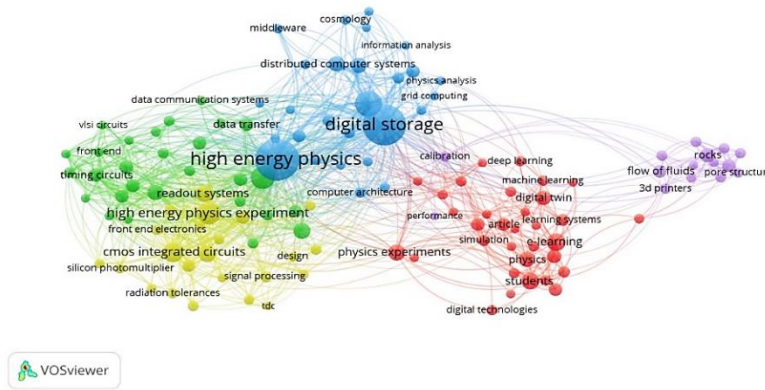 cosmology
middleware
information analysis
distributed computer systems
physics analysis
grid computing
data communication systems
digital storage
vlsi circuits
data transfer
front end
high energy physics
calibration
deep learning
rocks
timing circuits
flow of fluids
pore structur
machine learning
3d printers
readout systems
computer architecture
digital twin
high energy physics experiment
performance
article
learning systems
front end electronics
simulation
e-learning
cmos integrated circuits
design
physics experiments
physics
silicon photomultiplier
signal processing
students
radiation tolerances
tdc
digital technologies
VOSviewer